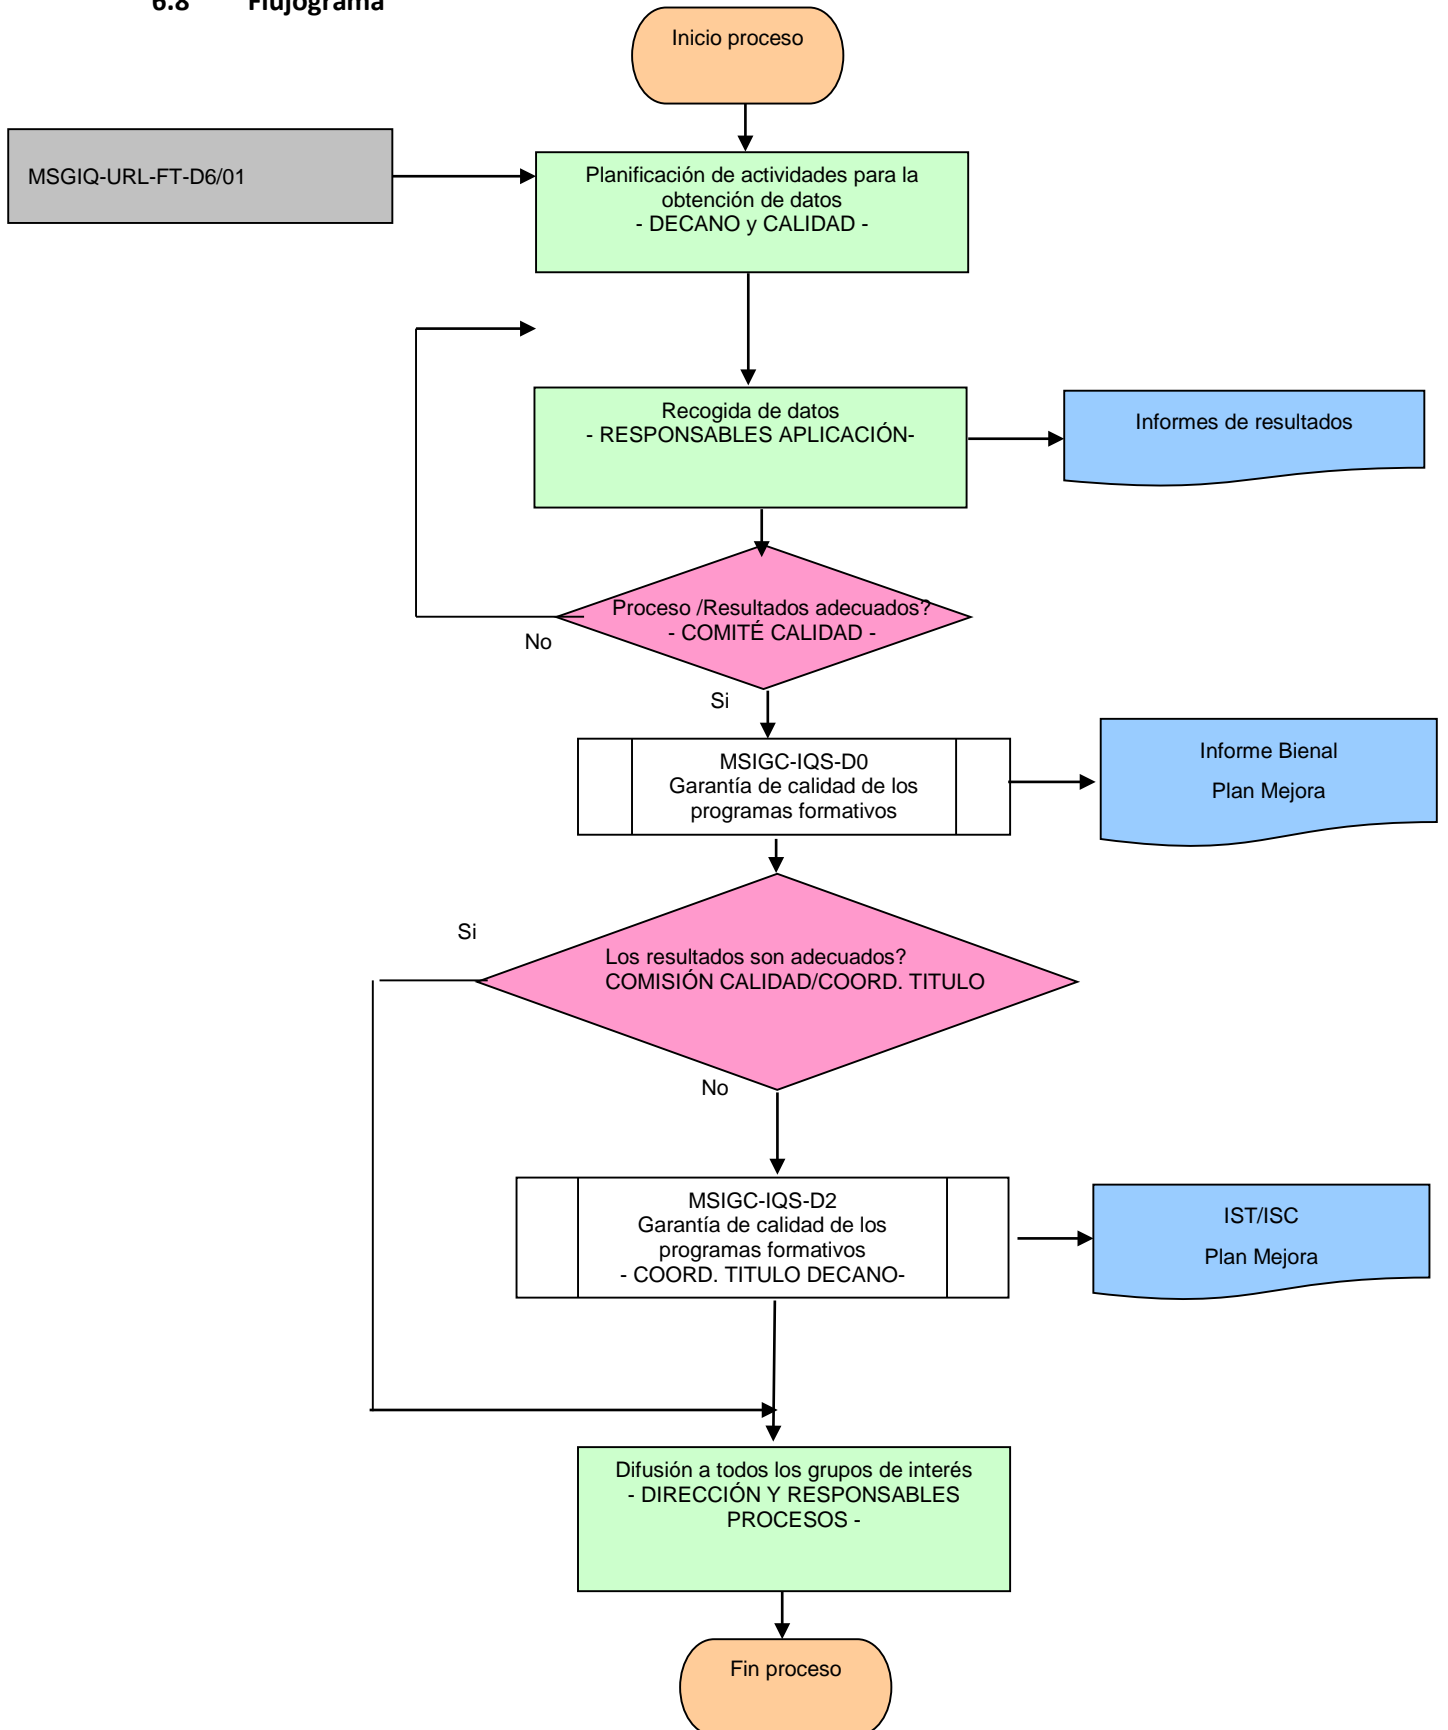 6.8 Flujograma
Inicio proceso
MSGIQ-URL-FT-D6/01
Planificación de actividades para la
obtención de datos
- DECANO y CALIDAD -
Recogida de datos
- RESPONSABLES APLICACIÓN-
Informes de resultados
Proceso /Resultados adecuados?
- COMITÉ CALIDAD -
No
Si
MSIGC-IQS-D0
Garantía de calidad de los
programas formativos
Informe Bienal
Plan Mejora
Si
Los resultados son adecuados?
COMISIÓN CALIDAD/COORD. TITULO
No
MSIGC-IQS-D2
Garantía de calidad de los
programas formativos
- COORD. TITULO DECANO-
IST/ISC
Plan Mejora
Difusión a todos los grupos de interés
- DIRECCIÓN Y RESPONSABLES
PROCESOS -
Fin proceso